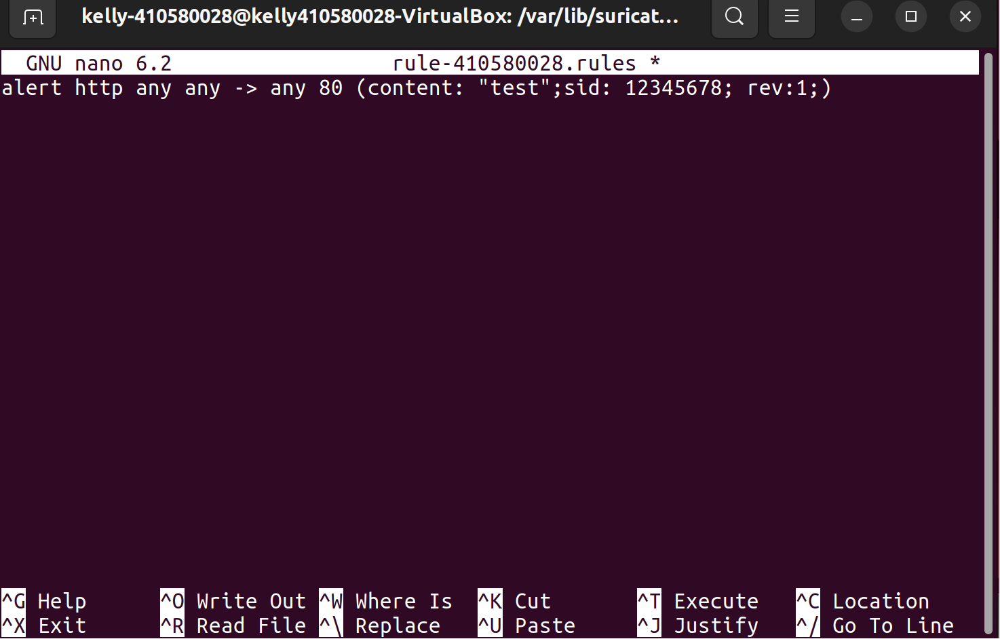 kelly-410580028@kelly410580028-VirtualBox: /var/lib/suricat...
GNU nano 6.2 rule-410580028.rules *
alert http any any -> any 80 (content: "test";sid: 12345678; rev:1;)
^G Help ^O Write Out ^W Where Is ^K Cut ^T Execute ^C Location
^X Exit ^R Read File ^\ Replace ^U Paste ^J Justify ^/ Go To Line